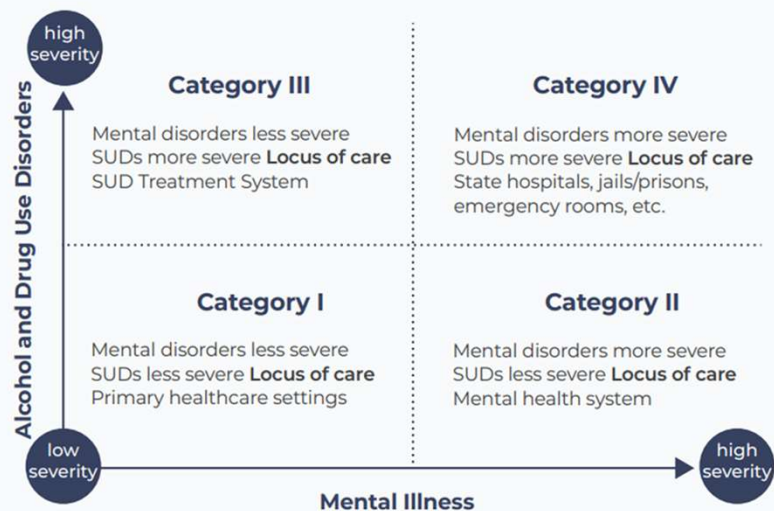 high
severity
Alcohol and Drug Use Disorders
Category III
Mental disorders less severe
SUDs more severe Locus of care
SUD Treatment System
Category IV
Mental disorders more severe
SUDs more severe Locus of care
State hospitals, jails/prisons,
emergency rooms, etc.
Category I
Mental disorders less severe
SUDs less severe Locus of care
Primary healthcare settings
Category II
Mental disorders more severe
SUDs less severe Locus of care
Mental health system
low
severity
high
severity
Mental Illness